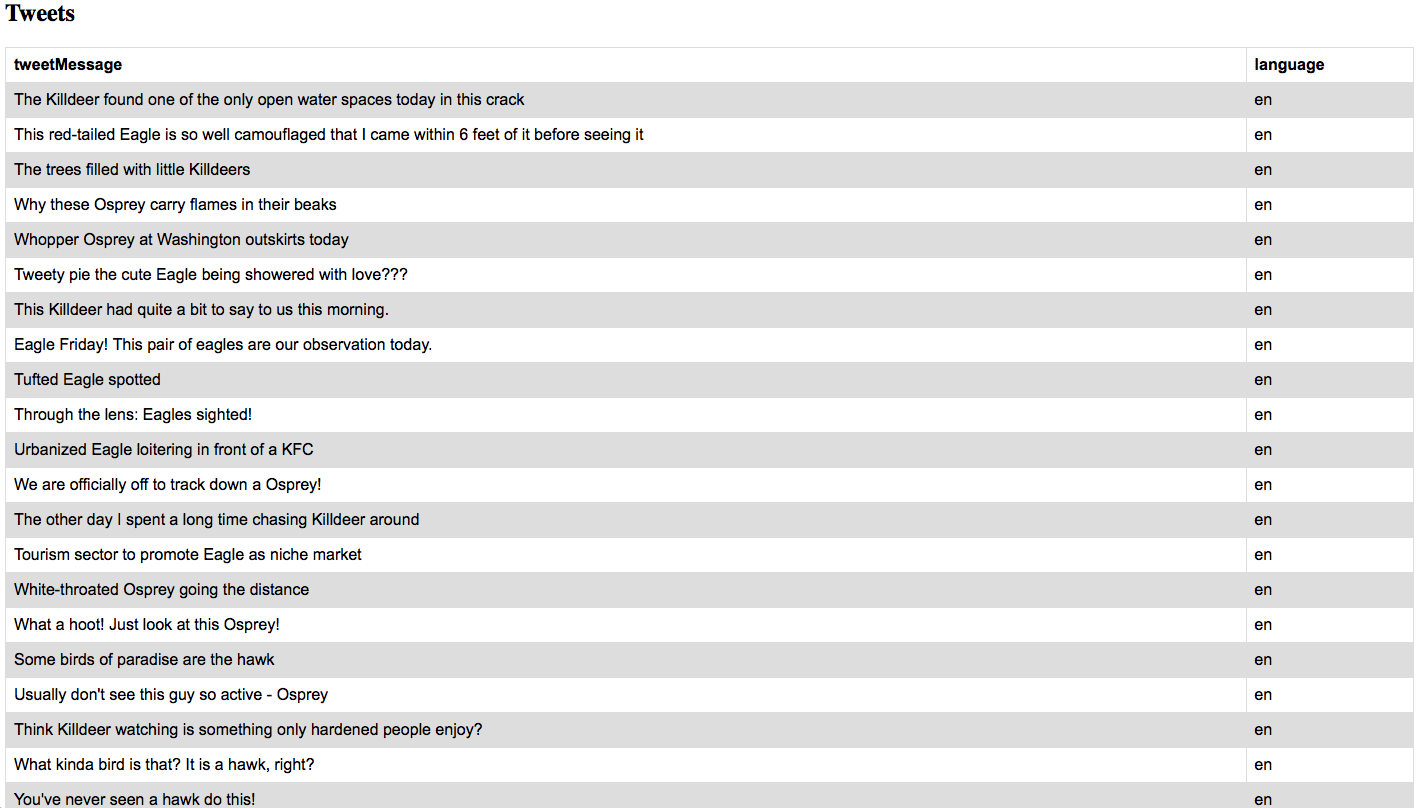 Tweets
tweetMessage language
The Killdeer found one of the only open water spaces today in this crack en
This red-tailed Eagle is so well camouflaged that I came within 6 feet of it before seeing it en
The trees filled with little Killdeers en
Why these Osprey carry flames in their beaks en
Whopper Osprey at Washington outskirts today en
Tweety pie the cute Eagle being showered with love??? en
This Killdeer had quite a bit to say to us this morning. en
Eagle Friday! This pair of eagles are our observation today. en
Tufted Eagle spotted en
Through the lens: Eagles sighted! en
Urbanized Eagle loitering in front of a KFC en
We are officially off to track down a Osprey! en
The other day I spent a long time chasing Killdeer around en
Tourism sector to promote Eagle as niche market en
White-throated Osprey going the distance en
What a hoot! Just look at this Osprey! en
Some birds of paradise are the hawk en
Usually don't see this guy so active - Osprey en
Think Killdeer watching is something only hardened people enjoy? en
What kinda bird is that? It is a hawk, right? en
You've never seen a hawk do this! en